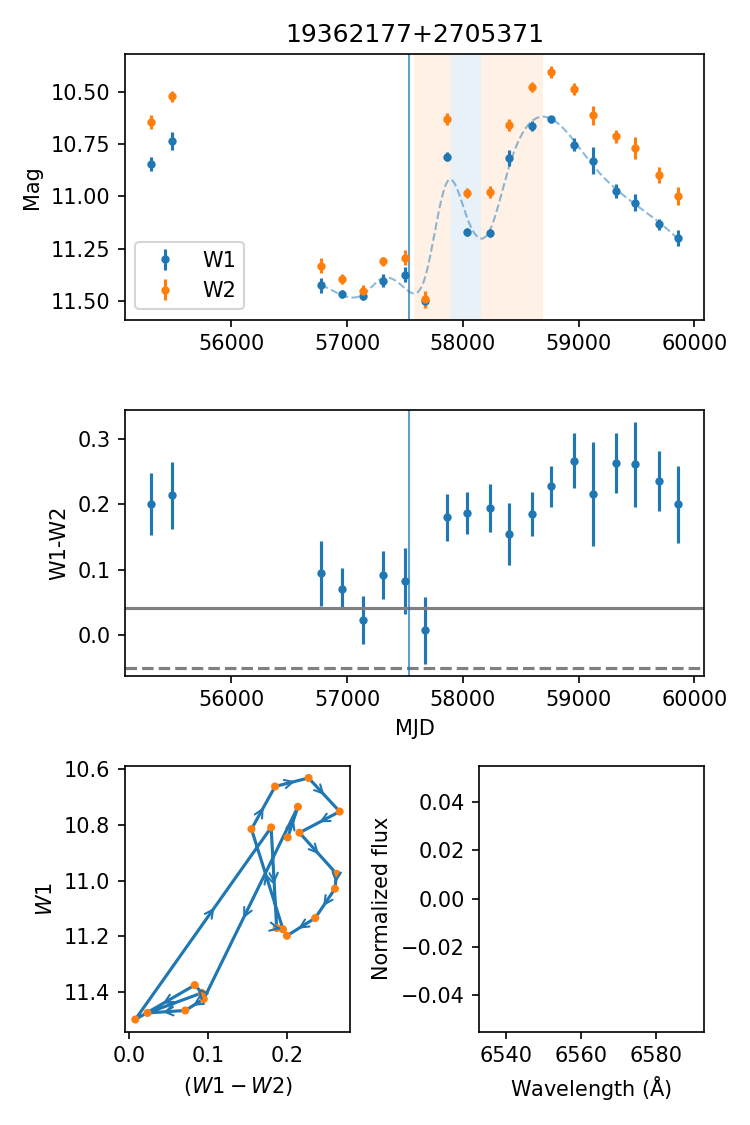 19362177+2705371
10.50
10.75
11.00
11.25
11.50
Mag
W1
W2
56000 57000 58000 59000 60000
0.3
0.2
0.1
0.0
W1-W2
56000 57000 58000 59000 60000
MJD
10.6
10.8
11.0
11.2
11.4
W1
0.0 0.1 0.2
(W1 − W2)
0.04
0.02
0.00
−0.02
−0.04
Normalized flux
6540 6560 6580
Wavelength (Å)